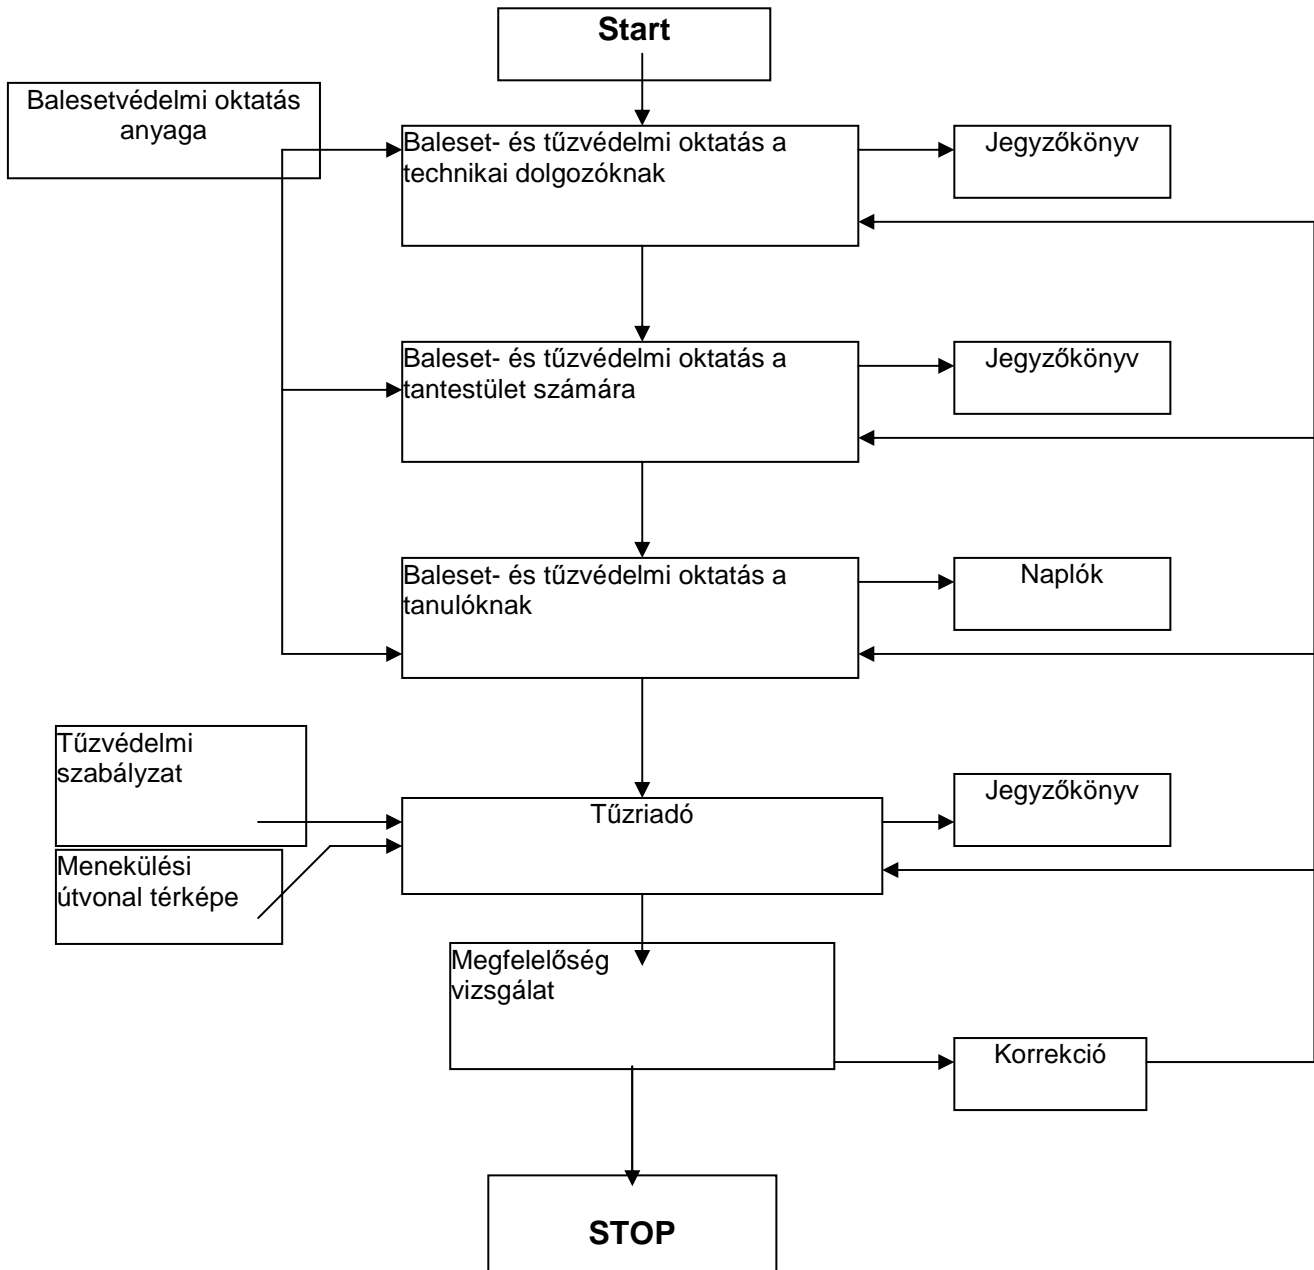 Start
Balesetvédelmi oktatás
anyaga
Baleset- és tűzvédelmi oktatás a
technikai dolgozóknak
Jegyzőkönyv
Baleset- és tűzvédelmi oktatás a
tantestület számára
Jegyzőkönyv
Baleset- és tűzvédelmi oktatás a
tanulóknak
Naplók
Tűzvédelmi
szabályzat
Tűzriadó
Jegyzőkönyv
Menekülési
útvonal térképe
Megfelelőség
vizsgálat
Korrekció
STOP